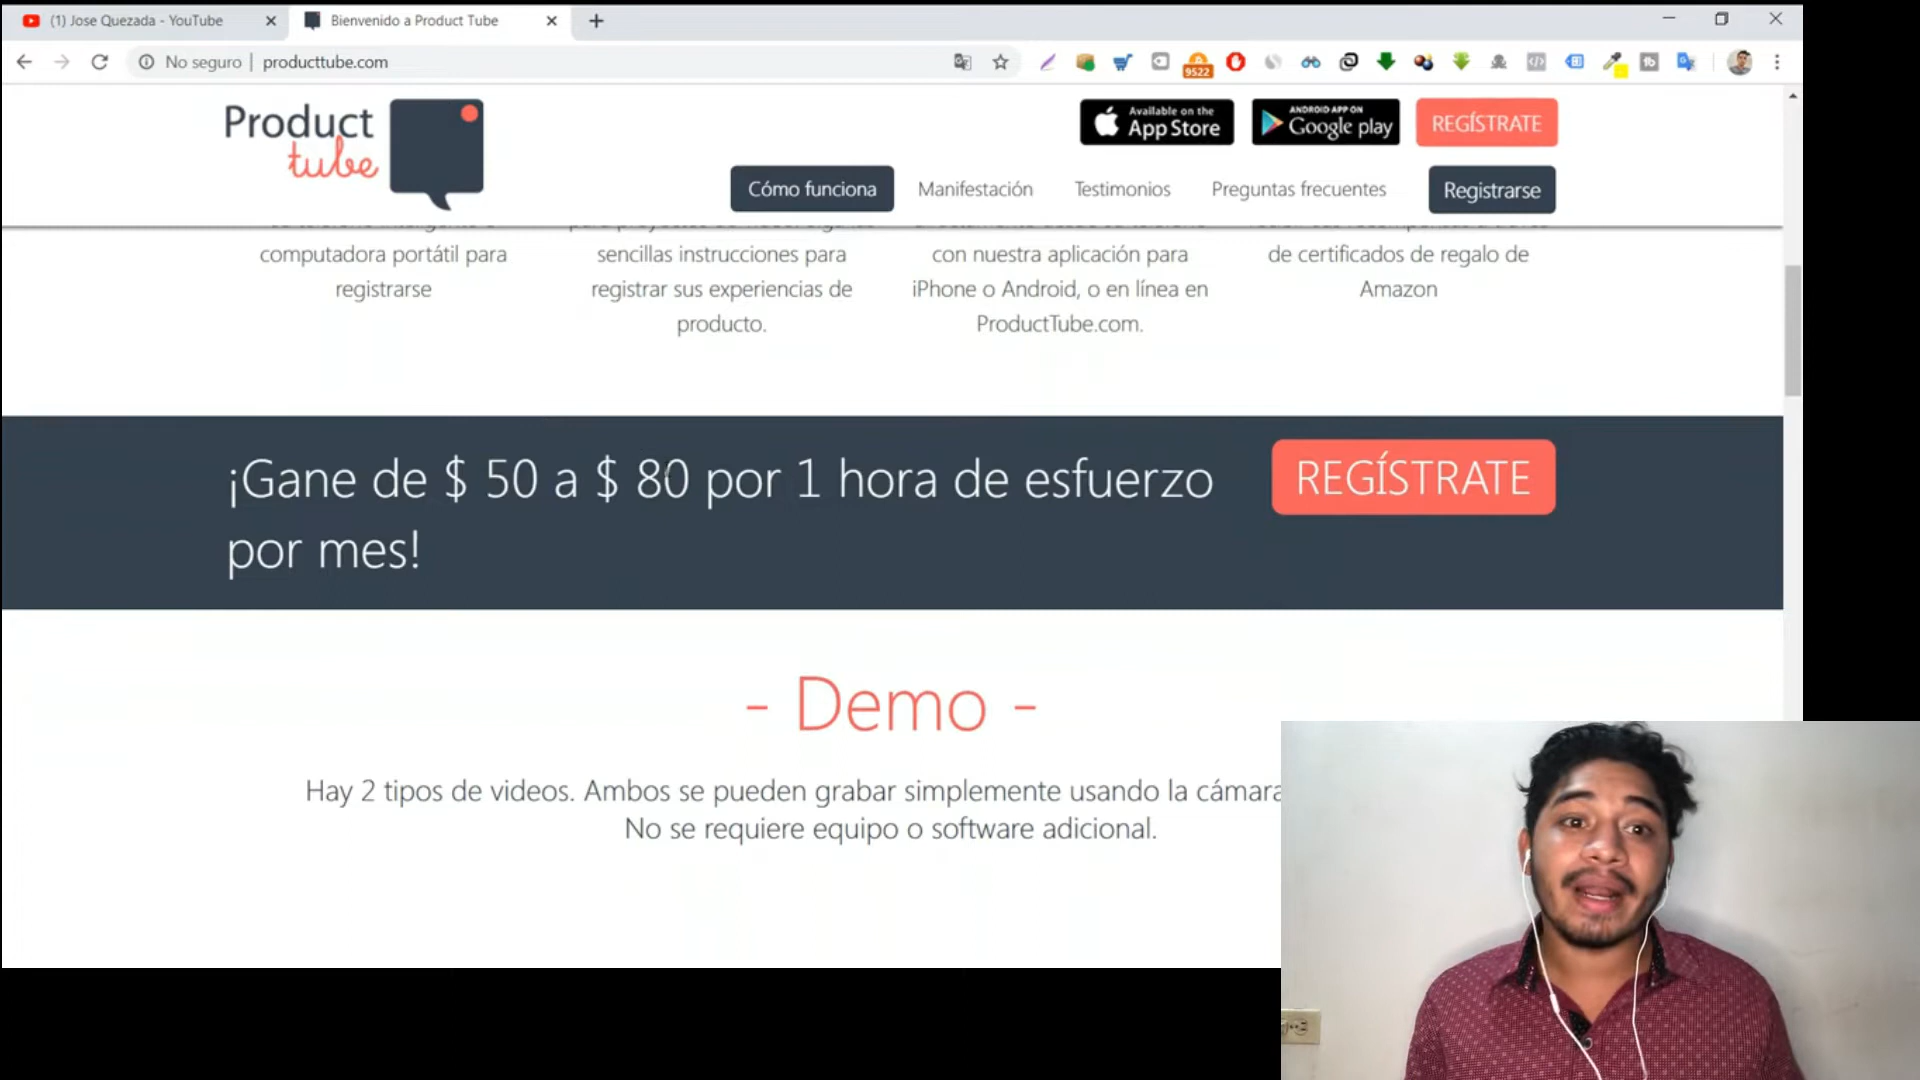 (1) Jose Quezada - YouTube
Bienvenido a Product Tube
No seguro
producttube.com
9522
Product
tube
Available on the
App Store
ANDROID APP ON
Google play
REGÍSTRATE
Cómo funciona
Manifestación
Testimonios
Preguntas frecuentes
Registrarse
computadora portátil para
registrarse
sencillas instrucciones para
registrar sus experiencias de
producto.
con nuestra aplicación para
iPhone o Android, o en línea en
ProductTube.com.
de certificados de regalo de
Amazon
¡Gane de $ 50 a $ 80 por 1 hora de esfuerzo
por mes!
REGÍSTRATE
- Demo -
Hay 2 tipos de videos. Ambos se pueden grabar simplemente usando la cámara
No se requiere equipo o software adicional.